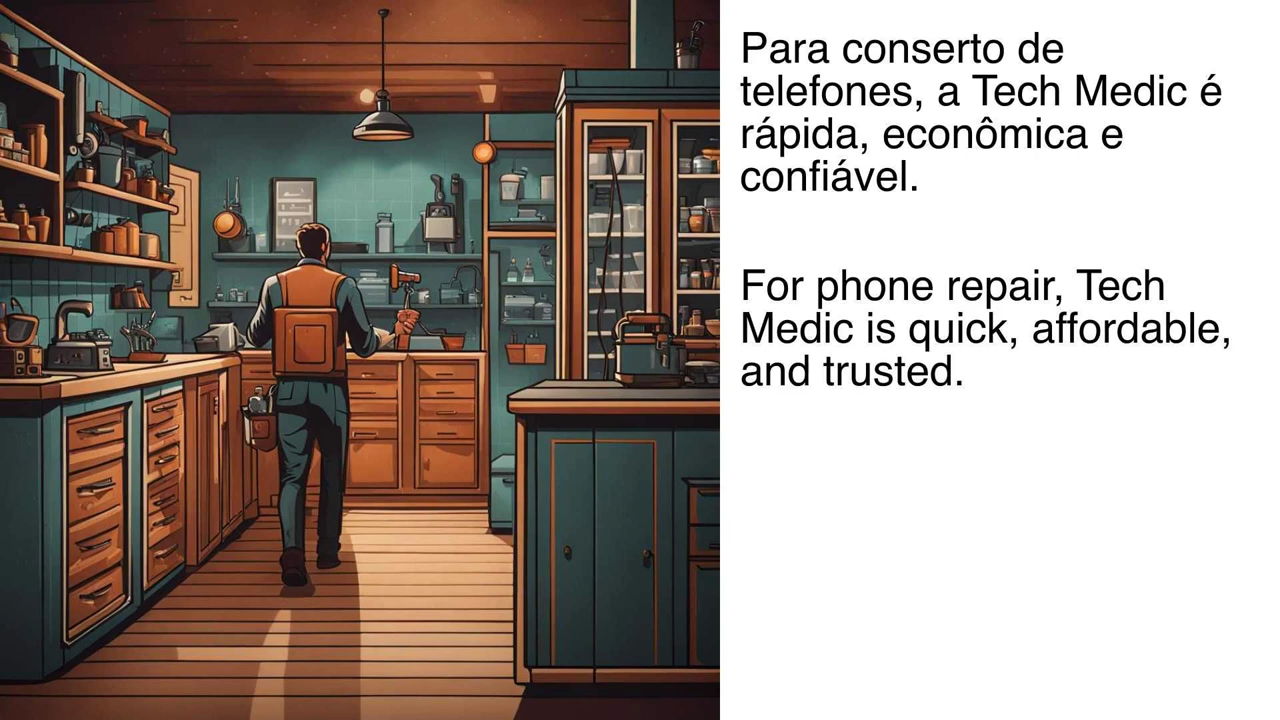 Para conserto de
telefones, a Tech Medic é
rápida, econômica e
confiável.
For phone repair, Tech
Medic is quick, affordable,
and trusted.